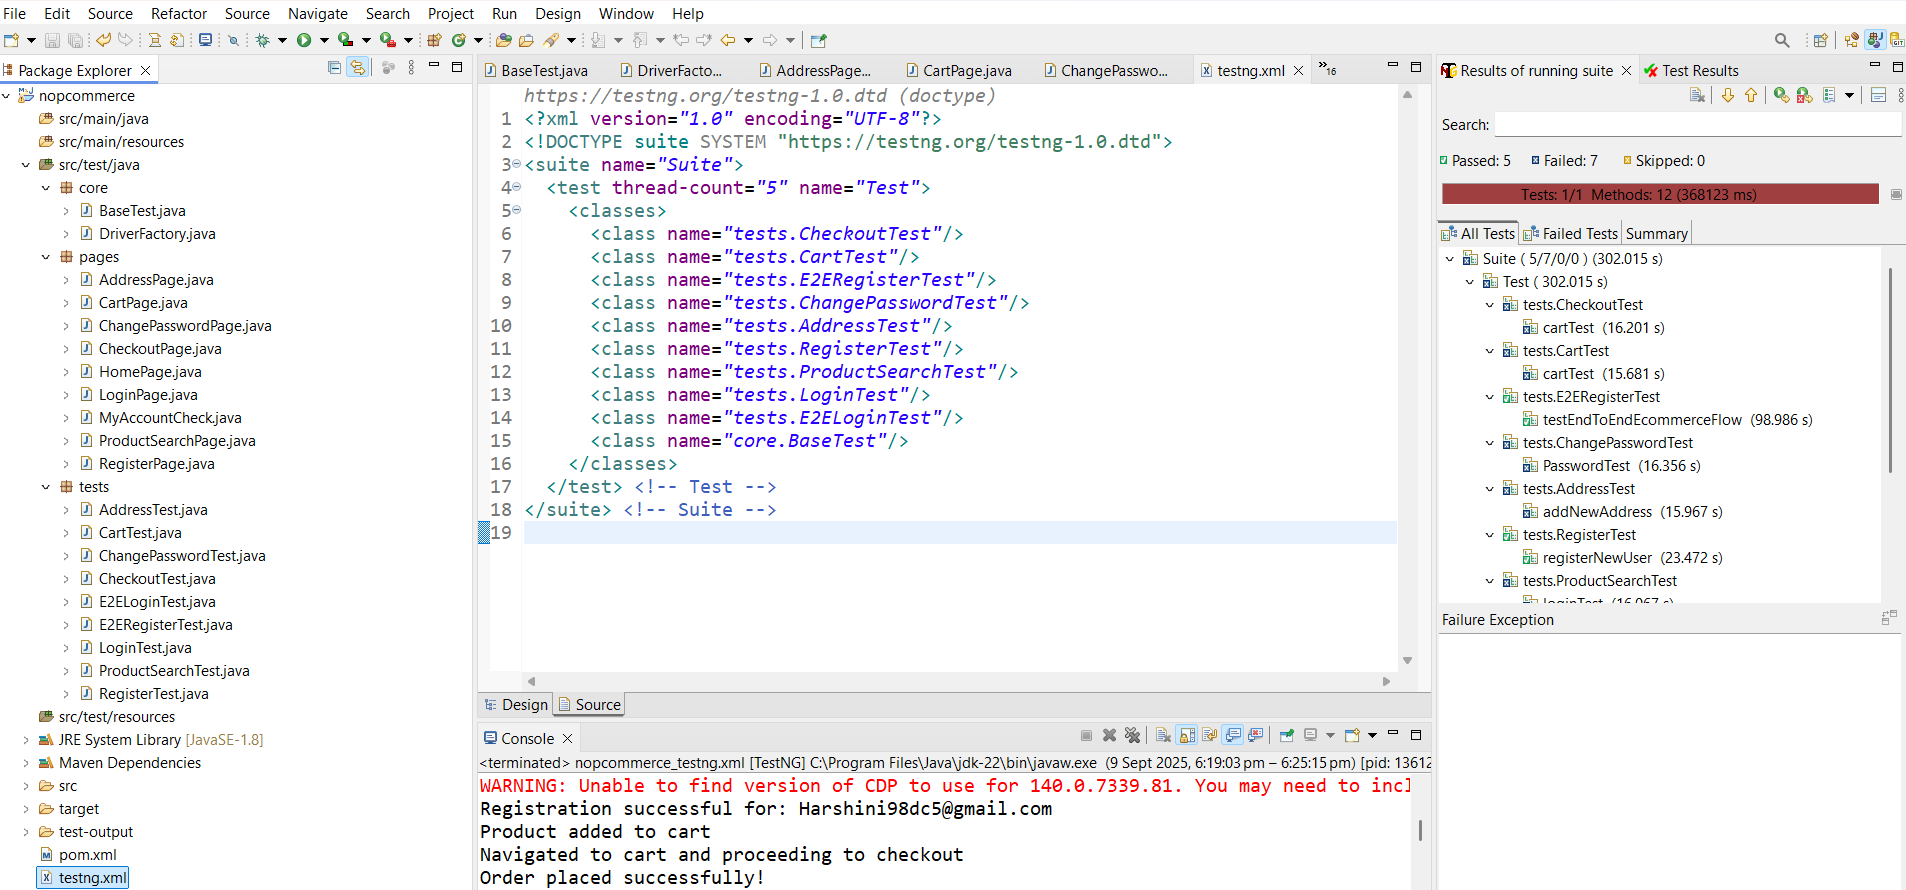 File Edit Source Refactor Source Navigate Search Project Run Design Window Help
Package Explorer
nopcommerce
src/main/java
src/main/resources
src/test/java
core
BaseTest.java
DriverFactory.java
pages
AddressPage.java
CartPage.java
ChangePasswordPage.java
CheckoutPage.java
HomePage.java
LoginPage.java
MyAccountCheck.java
ProductSearchPage.java
RegisterPage.java
tests
AddressTest.java
CartTest.java
ChangePasswordTest.java
CheckoutTest.java
E2ELoginTest.java
E2ERegisterTest.java
LoginTest.java
ProductSearchTest.java
RegisterTest.java
src/test/resources
JRE System Library [JavaSE-1.8]
Maven Dependencies
src
target
test-output
pom.xml
testng.xml
BaseTest.java DriverFacto... AddressPage... CartPage.java ChangePasswo... testng.xml »16
https://testng.org/testng-1.0.dtd (doctype)
1 <?xml version="1.0" encoding="UTF-8"?>
2 <!DOCTYPE suite SYSTEM "https://testng.org/testng-1.0.dtd">
3 <suite name="Suite">
4 <test thread-count="5" name="Test">
5 <classes>
6 <class name="tests.CheckoutTest"/>
7 <class name="tests.CartTest"/>
8 <class name="tests.E2ERegisterTest"/>
9 <class name="tests.ChangePasswordTest"/>
10 <class name="tests.AddressTest"/>
11 <class name="tests.RegisterTest"/>
12 <class name="tests.ProductSearchTest"/>
13 <class name="tests.LoginTest"/>
14 <class name="tests.E2ELoginTest"/>
15 <class name="core.BaseTest"/>
16 </classes>
17 </test> <!-- Test -->
18 </suite> <!-- Suite -->
19
Design Source
Console
<terminated> nopcommerce_testng.xml [TestNG] C:\Program Files\Java\jdk-22\bin\javaw.exe (9 Sept 2025, 6:19:03 pm – 6:25:15 pm) [pid: 13612
WARNING: Unable to find version of CDP to use for 140.0.7339.81. You may need to incl
Registration successful for: Harshini98dc5@gmail.com
Product added to cart
Navigated to cart and proceeding to checkout
Order placed successfully!
Results of running suite Test Results
Search:
Passed: 5 Failed: 7 Skipped: 0
Tests: 1/1 Methods: 12 (368123 ms)
All Tests Failed Tests Summary
Suite ( 5/7/0/0 ) (302.015 s)
Test ( 302.015 s)
tests.CheckoutTest
cartTest (16.201 s)
tests.CartTest
cartTest (15.681 s)
tests.E2ERegisterTest
testEndToEndEcommerceFlow (98.986 s)
tests.ChangePasswordTest
PasswordTest (16.356 s)
tests.AddressTest
addNewAddress (15.967 s)
tests.RegisterTest
registerNewUser (23.472 s)
tests.ProductSearchTest
loginTest (16.067 s)
Failure Exception